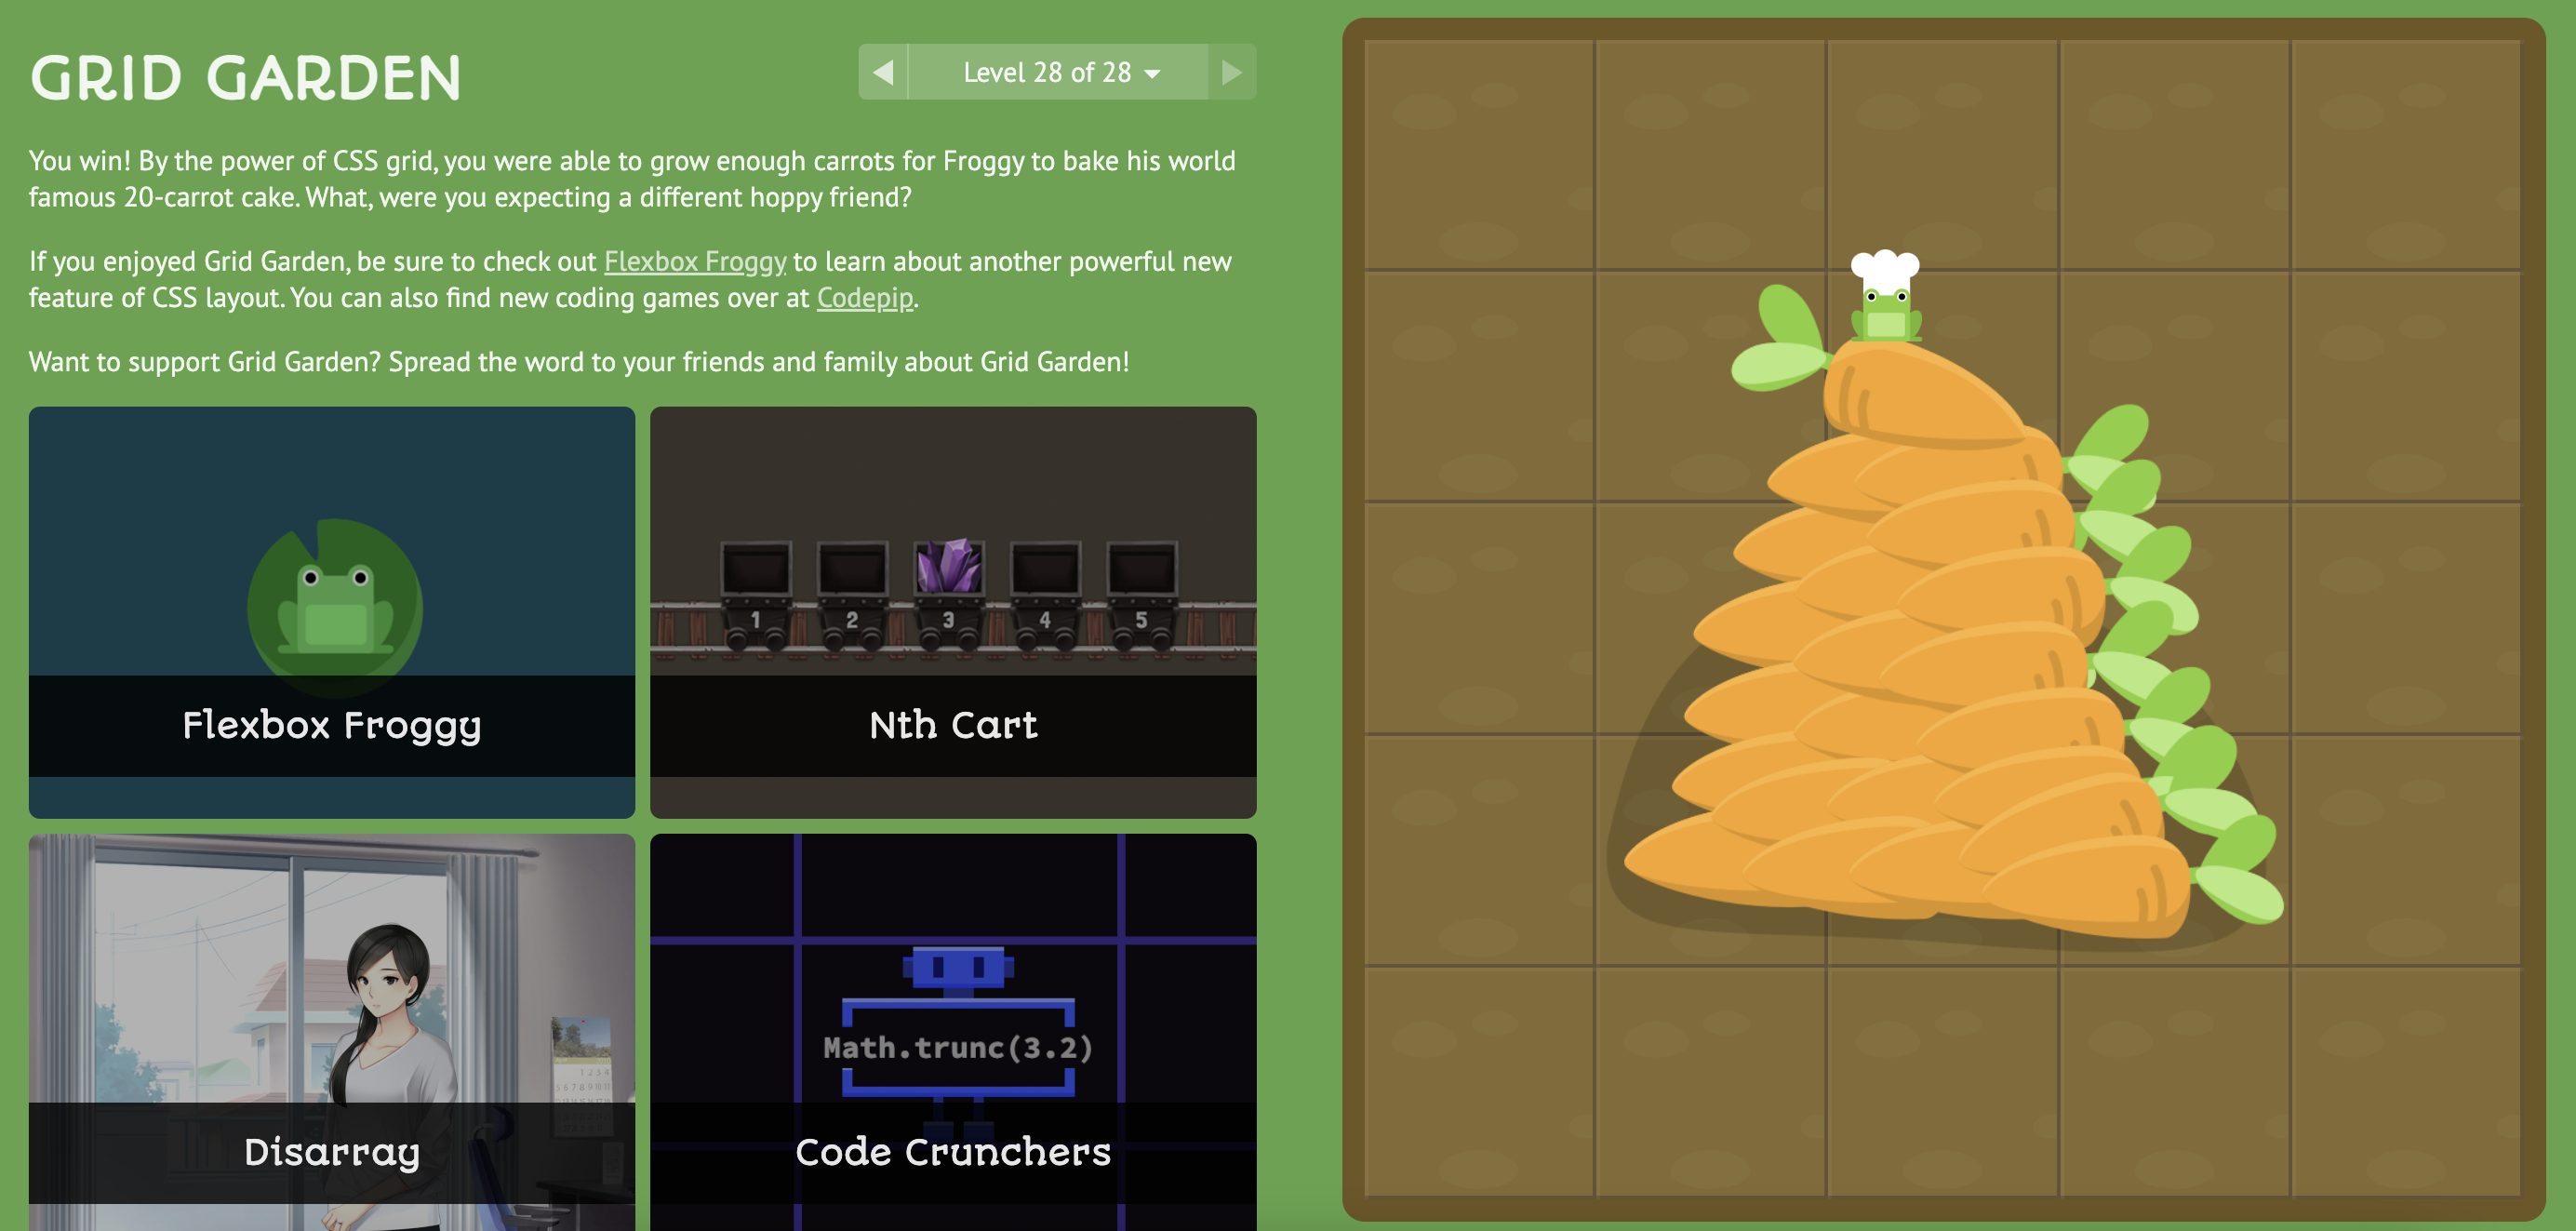 GRID GARDEN
Level 28 of 28
You win! By the power of CSS grid, you were able to grow enough carrots for Froggy to bake his world
famous 20-carrot cake. What, were you expecting a different hoppy friend?
If you enjoyed Grid Garden, be sure to check out Flexbox Froggy to learn about another powerful new
feature of CSS layout. You can also find new coding games over at Codepip.
Want to support Grid Garden? Spread the word to your friends and family about Grid Garden!
Flexbox Froggy
1 2 3 4 5
Nth Cart
Disarray
Math.trunc(3.2)
Code Crunchers